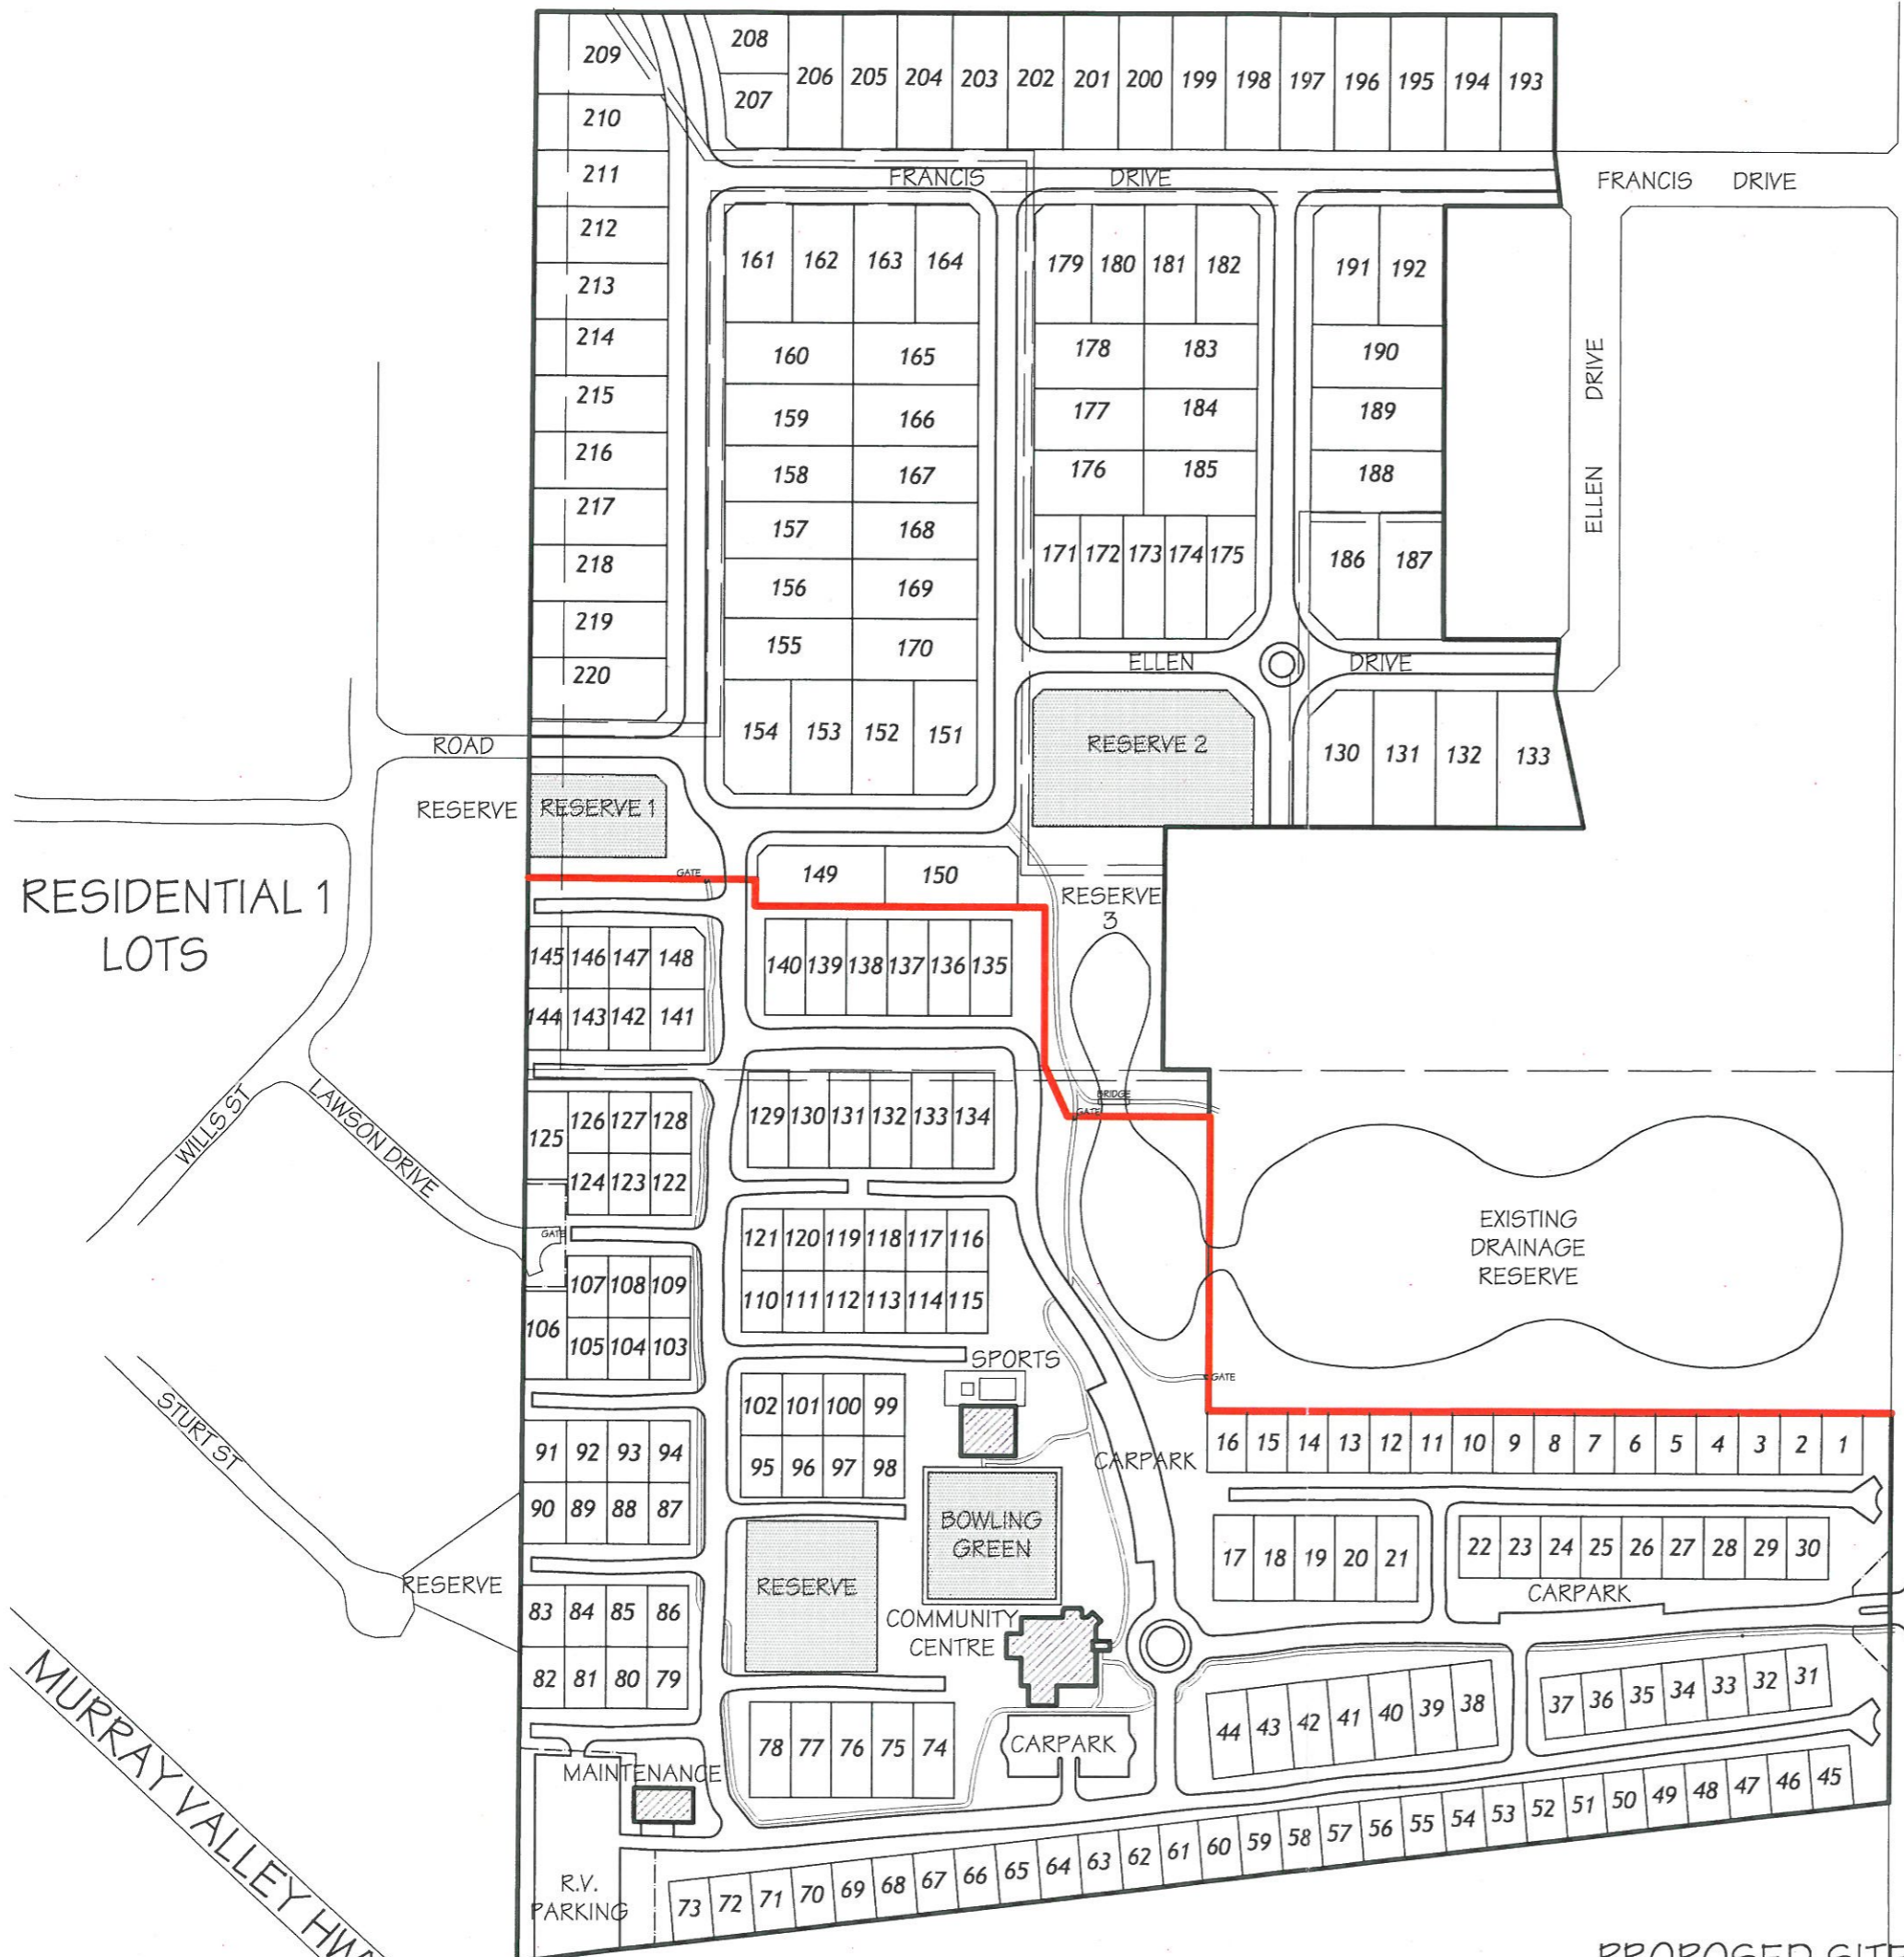 209
208
206 205 204 203 202 201 200 199 198 197 196 195 194 193
207
210
211
FRANCIS DRIVE
FRANCIS DRIVE
212
161 162 163 164
179 180 181 182
191 192
213
214
160 165
178 183
190
ELLEN DRIVE
215
159 166
177 184
189
216
158 167
176 185
188
217
157 168
171 172 173 174 175
186 187
218
156 169
219
155 170
ELLEN DRIVE
220
154 153 152 151
RESERVE 2
130 131 132 133
ROAD
RESERVE
RESERVE 1
RESIDENTIAL 1
LOTS
GATE
149 150
RESERVE
3
145 146 147 148
140 139 138 137 136 135
144 143 142 141
WILLS ST
LAWSON DRIVE
BRIDGE
GATE
125
126 127 128
129 130 131 132 133 134
124 123 122
GATE
121 120 119 118 117 116
EXISTING
DRAINAGE
RESERVE
107 108 109
110 111 112 113 114 115
106
105 104 103
SPORTS
GATE
STURT ST
102 101 100 99
91 92 93 94
95 96 97 98
CARPARK
16 15 14 13 12 11 10 9 8 7 6 5 4 3 2 1
90 89 88 87
BOWLING
GREEN
17 18 19 20 21
22 23 24 25 26 27 28 29 30
RESERVE
RESERVE
CARPARK
83 84 85 86
COMMUNITY
CENTRE
82 81 80 79
44 43 42 41 40 39 38
37 36 35 34 33 32 31
MURRAY VALLEY HWY
78 77 76 75 74
CARPARK
MAINTENANCE
R.V.
PARKING
73 72 71 70 69 68 67 66 65 64 63 62 61 60 59 58 57 56 55 54 53 52 51 50 49 48 47 46 45
PROPOSED SITE